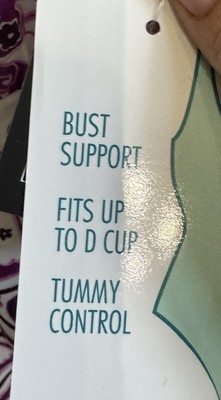 BUST
SUPPORT
FITS UP
TO D CUP
TUMMY
CONTROL